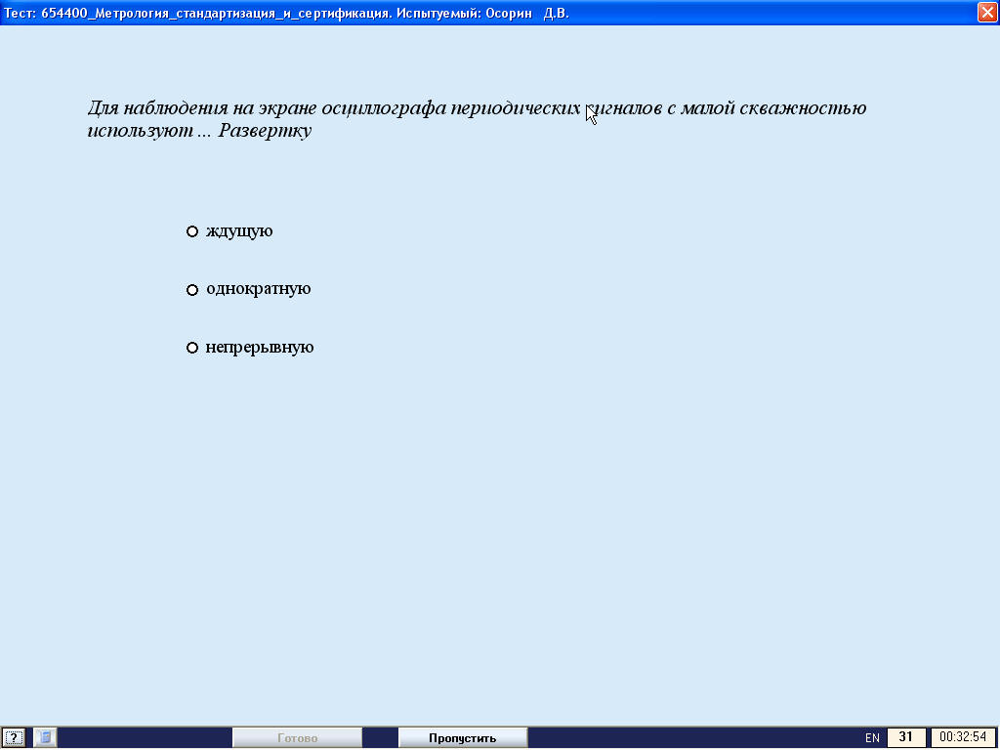 Тест: 654400_Метрология_стандартизация_и_сертификация. Испытуемый: Осорин Д.В.
Для наблюдения на экране осциллографа периодических сигналов с малой скважностью
используют ... Развертку
ждущую
однократную
непрерывную
? Готово Пропустить EN 31 00:32:54